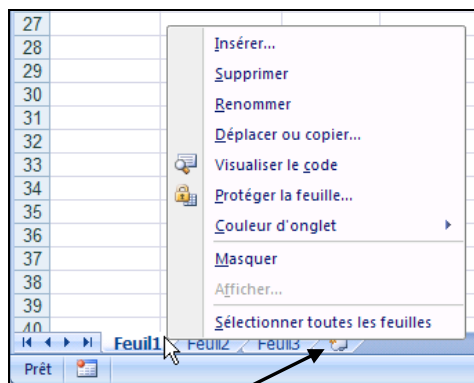 27
28
29
30
31
32
33
34
35
36
37
38
39
40
Insérer...
Supprimer
Renommer
Déplacer ou copier...
Visualiser le code
Protéger la feuille...
Couleur d'onglet
Masquer
Afficher...
Sélectionner toutes les feuilles
Feuil1 Feuil2 Feuil3
Prêt